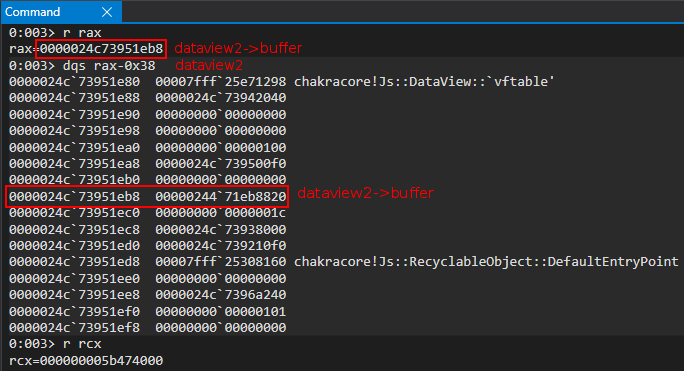 Command X
0:003> r rax
rax=0000024c73951eb8 dataview2->buffer
0:003> dqs rax-0x38 dataview2
0000024c`73951e80  00007fff`25e71298 chakracore!Js::DataView::`vftable'
0000024c`73951e88  0000024c`73942040
0000024c`73951e90  00000000`00000000
0000024c`73951e98  00000000`00000000
0000024c`73951ea0  00000000`00000100
0000024c`73951ea8  0000024c`739500f0
0000024c`73951eb0  00000000`00000000
0000024c`73951eb8  00000244`71eb8820 dataview2->buffer
0000024c`73951ec0  00000000`0000001c
0000024c`73951ec8  0000024c`73938000
0000024c`73951ed0  0000024c`739210f0
0000024c`73951ed8  00007fff`25308160 chakracore!Js::RecyclableObject::DefaultEntryPoint
0000024c`73951ee0  00000000`00000000
0000024c`73951ee8  0000024c`7396a240
0000024c`73951ef0  00000000`00000101
0000024c`73951ef8  00000000`00000000
0:003> r rcx
rcx=000000005b474000